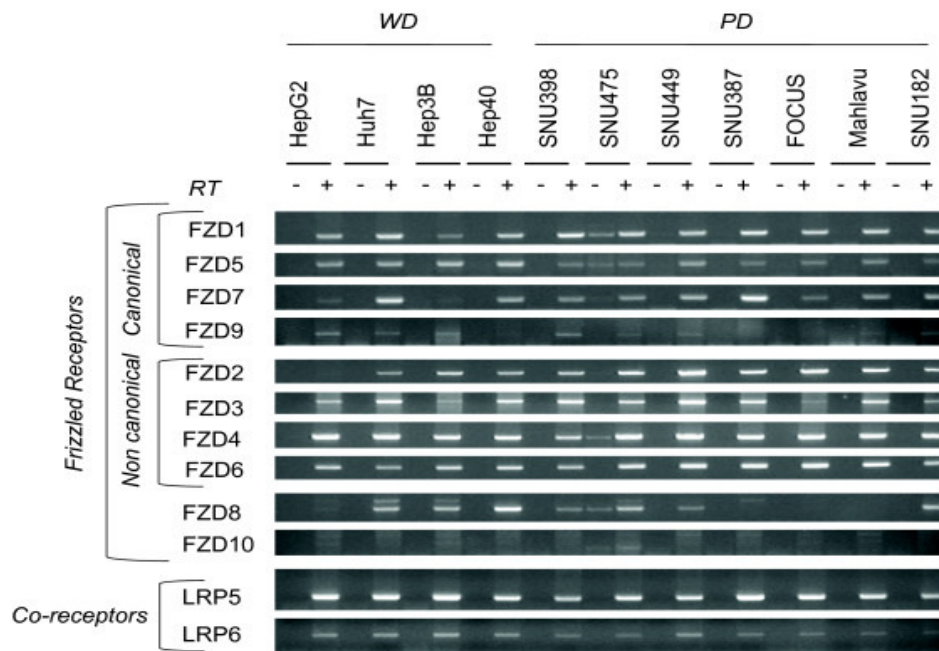 WD PD
HepG2 Huh7 Hep3B Hep40 SNU398 SNU475 SNU449 SNU387 FOCUS Mahlavu SNU182
RT - + - + - + - + - + - + - + - + - + - + - +
Frizzled Receptors
Canonical
FZD1
FZD5
FZD7
FZD9
Non canonical
FZD2
FZD3
FZD4
FZD6
FZD8
FZD10
Co-receptors
LRP5
LRP6